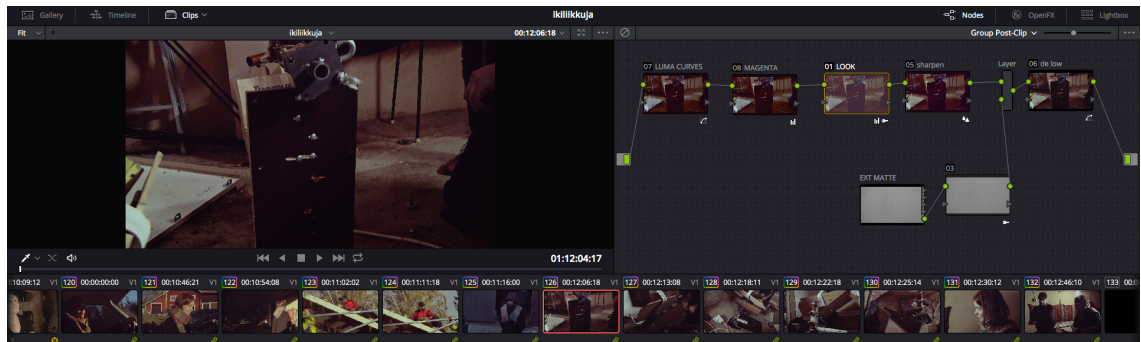 Gallery Timeline Clips ikiliikkuja Nodes OpenFX Lightbox
Fit ikiliikkuja 00:12:06:18 Group Post-Clip
07 LUMA CURVES 08 MAGENTA 01 LOOK 05 sharpen Layer 06 de low
EXT MATTE 03
01:12:04:17
:10:09:12 V1 120 00:00:00:00 V1 121 00:10:46:21 V1 122 00:10:54:08 V1 123 00:11:02:02 V1 124 00:11:11:18 V1 125 00:11:16:00 V1 126 00:12:06:18 V1 127 00:12:13:08 V1 128 00:12:18:11 V1 129 00:12:22:18 V1 130 00:12:25:14 V1 131 00:12:30:12 V1 132 00:12:46:10 V1 133 00:0